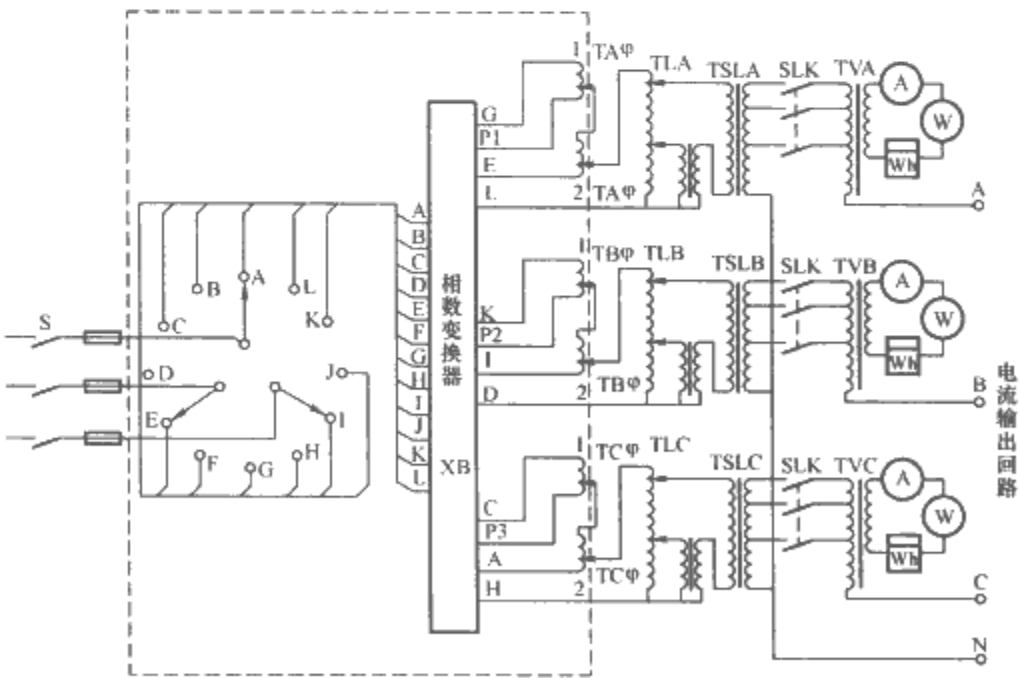 1 TAφ
TLA TSLA SLK TVA A
W
Wh
G
P1
E
L 2 TAφ
A
A
B
C
D
E
F
G
H
I
J
K
L
相数变换器
XB
S
A
B
C
D
E
F
G
H
I
J
K
L
1 TBφ TLB TSLB SLK TVB A
W
Wh
K
P2
I
D 2 TBφ
B
1 TCφ TLC TSLC SLK TVC A
W
Wh
C
P3
A
H 2 TCφ
C
N
电流输出回路